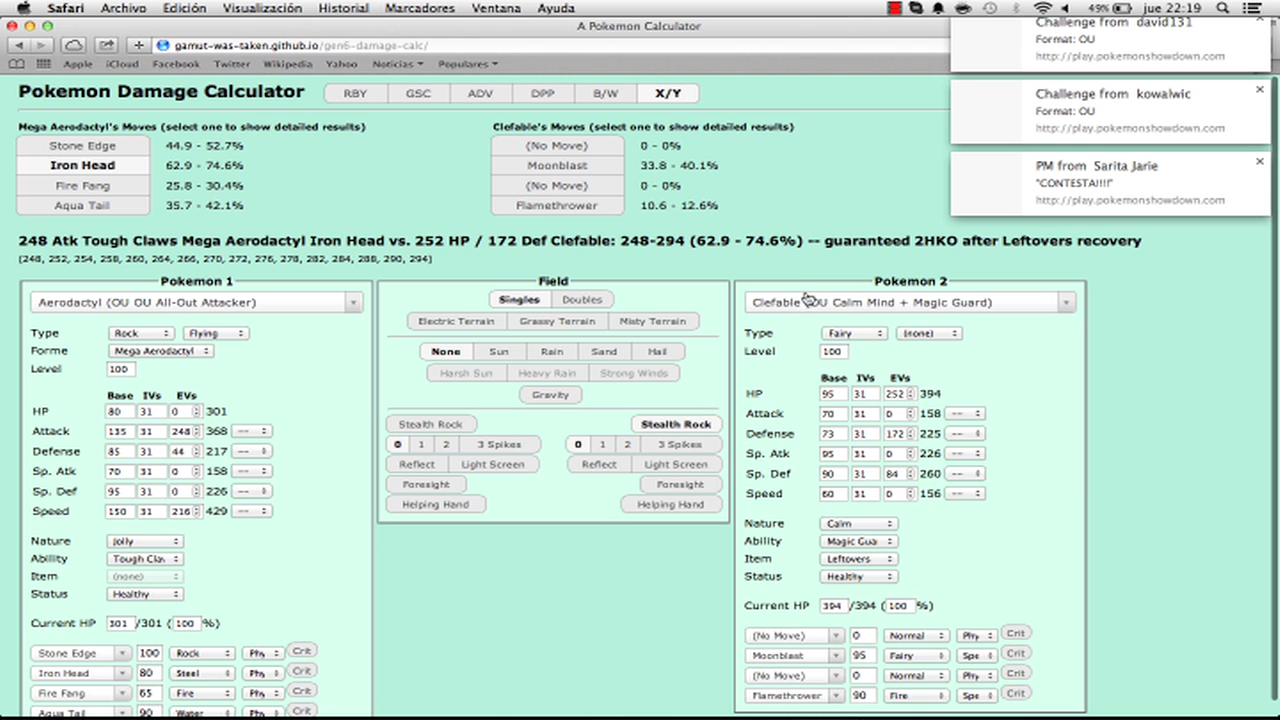 Safari Archivo Edición Visualización Historial Marcadores Ventana Ayuda 49% jue 22:19
A Pokemon Calculator
gamut-was-taken.github.io/gen6-damage-calc/
Apple iCloud Facebook Twitter Wikipedia Yahoo Noticias Populares
Challenge from david131
Format: OU
http://play.pokemonshowdown.com
Challenge from kowalwic
Format: OU
http://play.pokemonshowdown.com
PM from Sarita Jarie
"CONTESTA!!!!"
http://play.pokemonshowdown.com
Pokemon Damage Calculator RBY GSC ADV DPP B/W X/Y
Mega Aerodactyl's Moves (select one to show detailed results)
Stone Edge 44.9 - 52.7%
Iron Head 62.9 - 74.6%
Fire Fang 25.8 - 30.4%
Aqua Tail 35.7 - 42.1%
Clefable's Moves (select one to show detailed results)
(No Move) 0 - 0%
Moonblast 33.8 - 40.1%
(No Move) 0 - 0%
Flamethrower 10.6 - 12.6%
248 Atk Tough Claws Mega Aerodactyl Iron Head vs. 252 HP / 172 Def Clefable: 248-294 (62.9 - 74.6%) -- guaranteed 2HKO after Leftovers recovery
(248, 252, 254, 258, 260, 264, 266, 270, 272, 276, 278, 282, 284, 288, 290, 294)
Pokemon 1
Aerodactyl (OU OU All-Out Attacker)
Type Rock Flying
Forme Mega Aerodactyl
Level 100
Base IVs EVs
HP 80 31 0 301
Attack 135 31 248 368 --
Defense 85 31 44 217 --
Sp. Atk 70 31 0 158 --
Sp. Def 95 31 0 226 --
Speed 150 31 216 429 --
Nature Jolly
Ability Tough Cla
Item (none)
Status Healthy
Current HP 301 /301 ( 100 %)
Stone Edge 100 Rock Phy Crit
Iron Head 80 Steel Phy Crit
Fire Fang 65 Fire Phy Crit
Aqua Tail 90 Water Phy Crit
Field
Singles Doubles
Electric Terrain Grassy Terrain Misty Terrain
None Sun Rain Sand Hail
Harsh Sun Heavy Rain Strong Winds
Gravity
Stealth Rock Stealth Rock
0 1 2 3 Spikes 0 1 2 3 Spikes
Reflect Light Screen Reflect Light Screen
Foresight Foresight
Helping Hand Helping Hand
Pokemon 2
Clefable OU Calm Mind + Magic Guard)
Type Fairy (none)
Level 100
Base IVs EVs
HP 95 31 252 394
Attack 70 31 0 158 --
Defense 73 31 172 225 --
Sp. Atk 95 31 0 226 --
Sp. Def 90 31 84 260 --
Speed 60 31 0 156 --
Nature Calm
Ability Magic Gua
Item Leftovers
Status Healthy
Current HP 394 /394 ( 100 %)
(No Move) 0 Normal Phy Crit
Moonblast 95 Fairy Spe Crit
(No Move) 0 Normal Phy Crit
Flamethrower 90 Fire Spe Crit